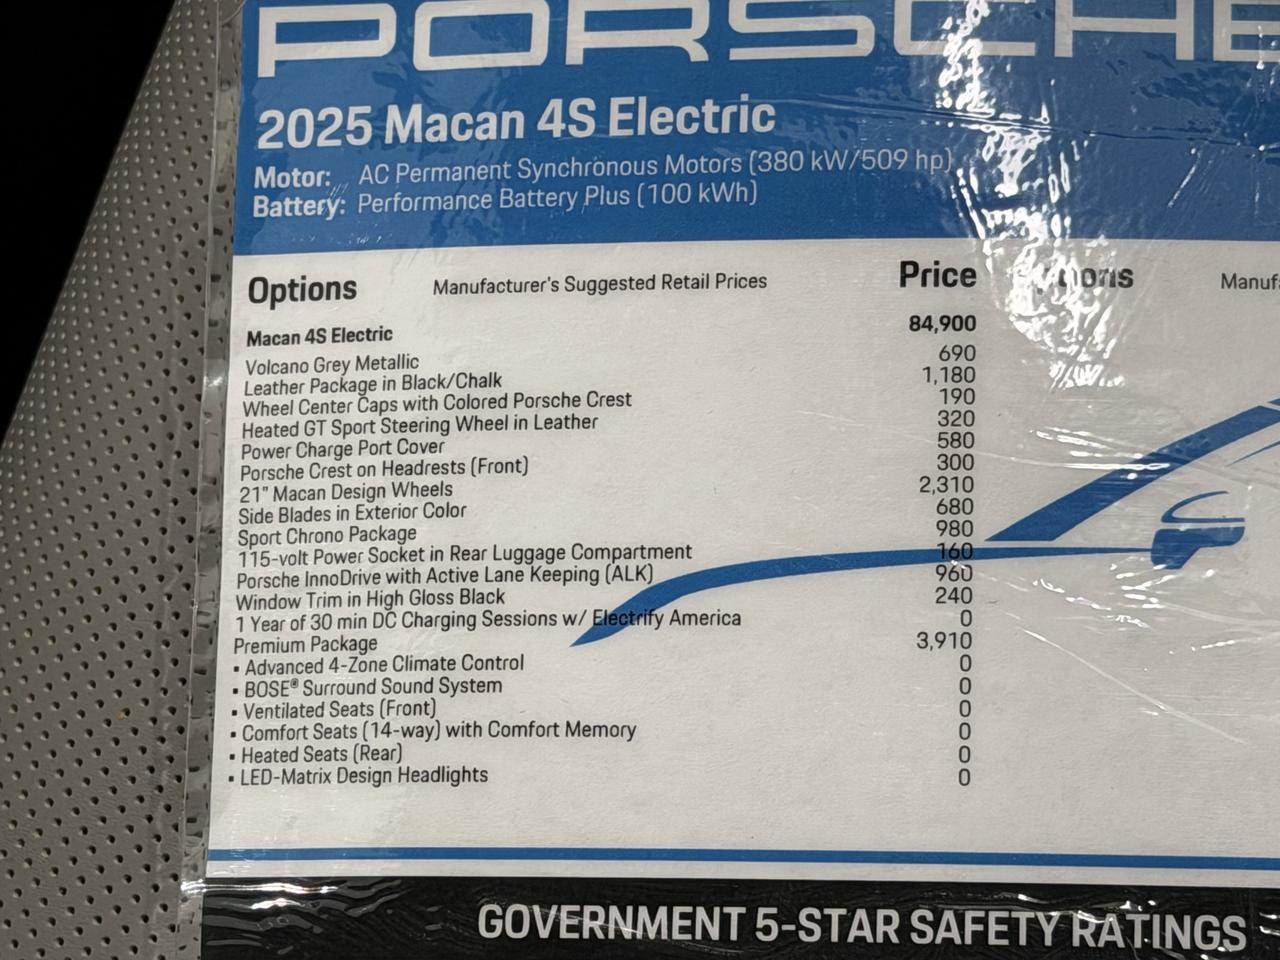 PORSCHE
2025 Macan 4S Electric
Motor: AC Permanent Synchronous Motors (380 kW/509 hp)
Battery: Performance Battery Plus (100 kWh)
Options Manufacturer's Suggested Retail Prices Price
Macan 4S Electric 84,900
Volcano Grey Metallic 690
Leather Package in Black/Chalk 1,180
Wheel Center Caps with Colored Porsche Crest 190
Heated GT Sport Steering Wheel in Leather 320
Power Charge Port Cover 580
Porsche Crest on Headrests (Front) 300
21" Macan Design Wheels 2,310
Side Blades in Exterior Color 680
Sport Chrono Package 980
115-volt Power Socket in Rear Luggage Compartment 160
Porsche InnoDrive with Active Lane Keeping (ALK) 960
Window Trim in High Gloss Black 240
1 Year of 30 min DC Charging Sessions w/ Electrify America 0
Premium Package 3,910
▪ Advanced 4-Zone Climate Control 0
▪ BOSE® Surround Sound System 0
▪ Ventilated Seats (Front) 0
▪ Comfort Seats (14-way) with Comfort Memory 0
▪ Heated Seats (Rear) 0
▪ LED-Matrix Design Headlights 0
GOVERNMENT 5-STAR SAFETY RATINGS